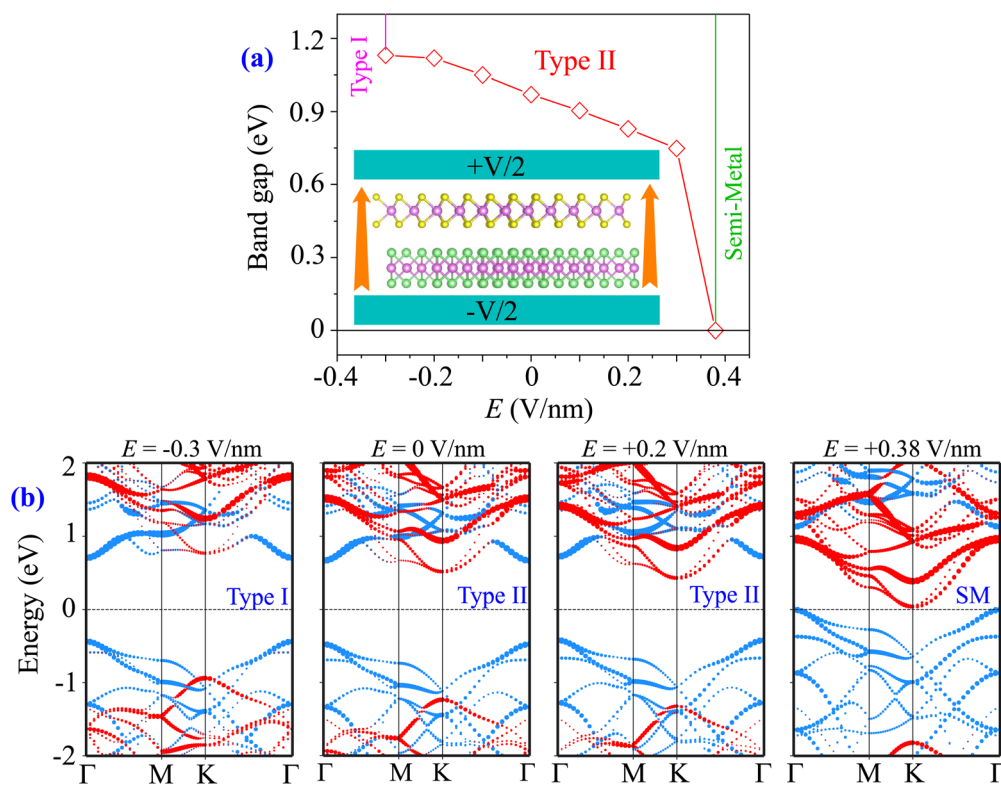 (a)
Band gap (eV)
1.2
0.9
0.6
0.3
0
Type I
Type II
Semi-Metal
+V/2
-V/2
-0.4 -0.2 0 0.2 0.4
E (V/nm)
(b)
E = -0.3 V/nm E = 0 V/nm E = +0.2 V/nm E = +0.38 V/nm
Energy (eV)
2
1
0
-1
-2
Type I Type II Type II SM
Γ M K Γ Γ M K Γ Γ M K Γ Γ M K Γ